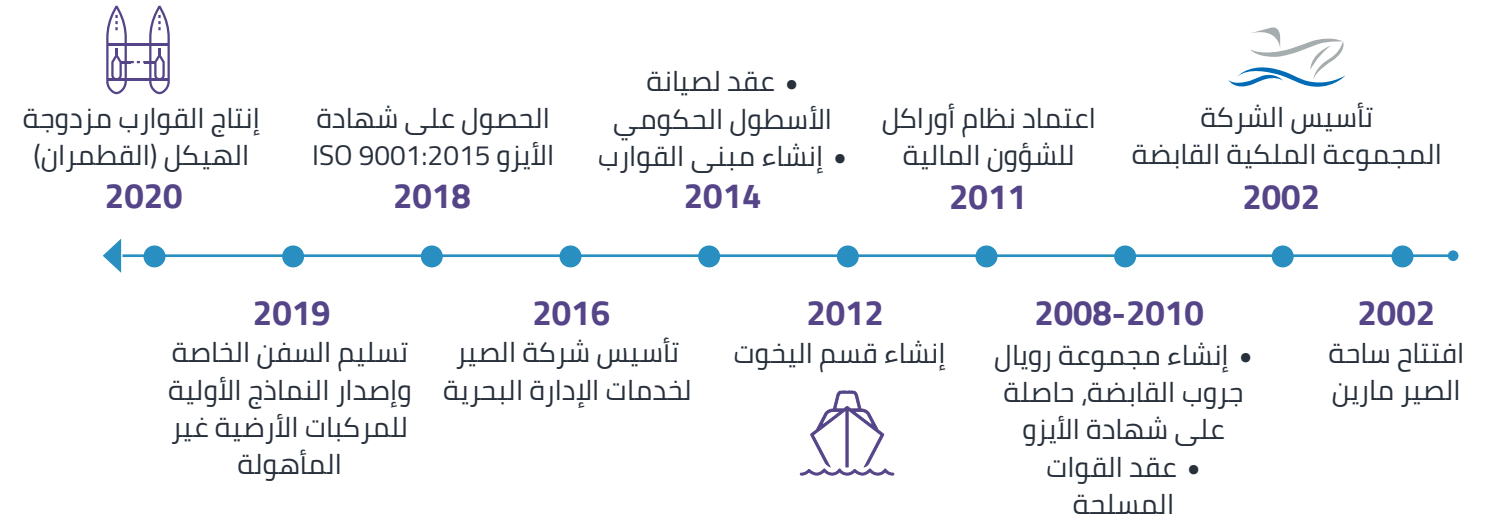 افتتاح ساحة
الصير مارين
2002
تأسيس الشركة
المجموعة الملكية القابضة
2002
2008-2010
• إنشاء مجموعة رويال
جروب القابضة, حاصلة
على شهادة الأيزو
• عقد القوات
المسلحة
اعتماد نظام أوراكل
للشؤون المالية
2011
2012
إنشاء قسم اليخوت
• عقد لصيانة
الأسطول الحكومي
• إنشاء مبنى القوارب
2014
2016
تأسيس شركة الصير
لخدمات الإدارة البحرية
الحصول على شهادة
الأيزو ISO 9001:2015
2018
2019
تسليم السفن الخاصة
وإصدار النماذج الأولية
للمركبات الأرضية غير
المأهولة
إنتاج القوارب مزدوجة
الهيكل (القطمران)
2020